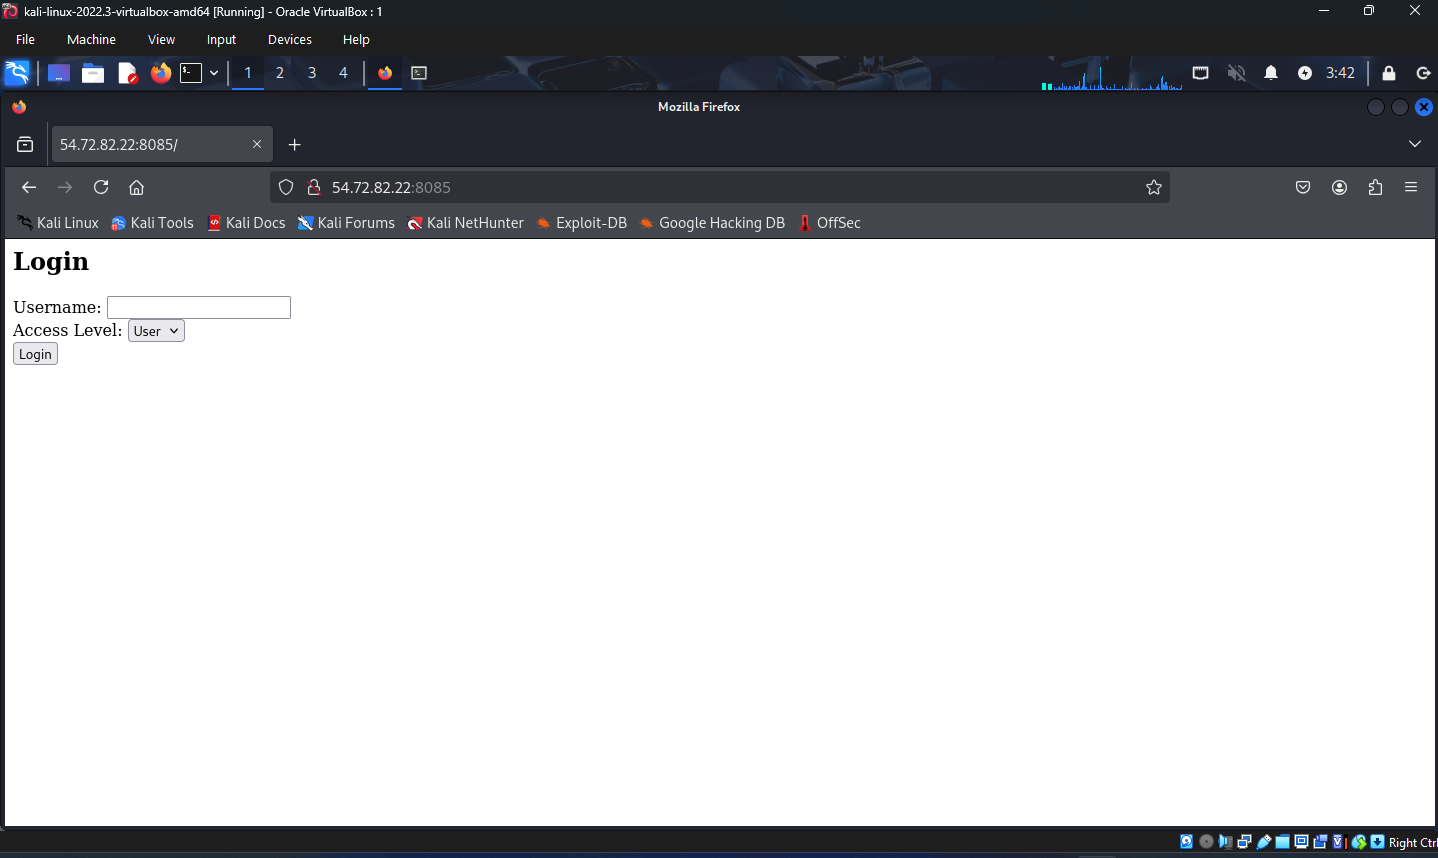 kali-linux-2022.3-virtualbox-amd64 [Running] - Oracle VirtualBox : 1
File Machine View Input Devices Help
1 2 3 4 3:42
Mozilla Firefox
54.72.82.22:8085/
54.72.82.22:8085
Kali Linux Kali Tools Kali Docs Kali Forums Kali NetHunter Exploit-DB Google Hacking DB OffSec
Login
Username:
Access Level: User
Login
Right Ctrl